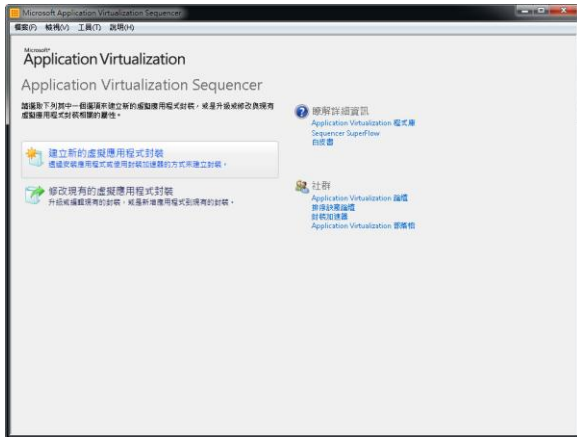 Microsoft Application Virtualization Sequencer
檔案(F) 檢視(V) 工具(T) 說明(H)
Microsoft®
Application Virtualization
Application Virtualization Sequencer
請選取下列其中一個選項來建立新的虛擬應用程式封裝，或是升級或修改與現有
虛擬應用程式封裝相關的屬性。
建立新的虛擬應用程式封裝
透過安裝應用程式或使用封裝加速器的方式來建立封裝。
修改現有的虛擬應用程式封裝
升級或編輯現有的封裝，或是新增應用程式到現有的封裝。
瞭解詳細資訊
Application Virtualization 程式庫
Sequencer SuperFlow
白皮書
社群
Application Virtualization 論壇
排除缺點論壇
封裝加速器
Application Virtualization 部落格